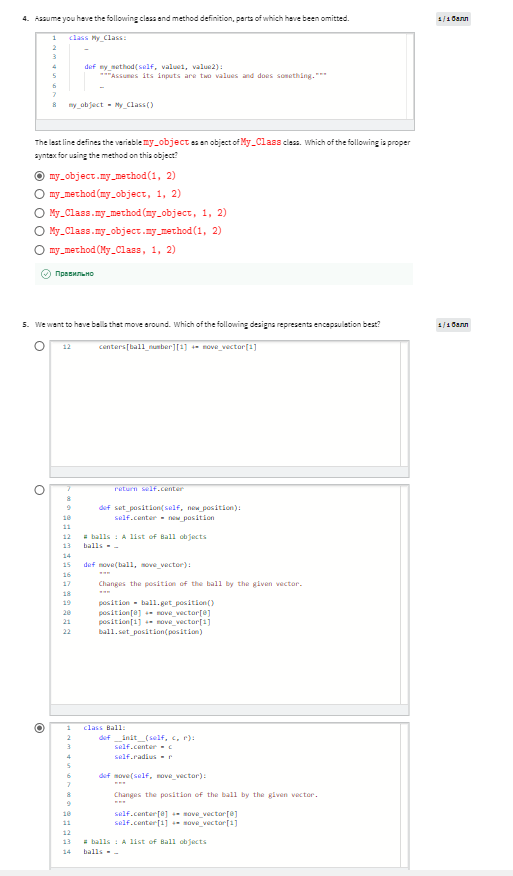 4. Assume you have the following class and method definition, parts of which have been omitted.
1 / 1 балл
1 class My_Class:
2 …
3
4 def my_method(self, value1, value2):
5 """Assumes its inputs are two values and does something."""
6 …
7
8 my_object = My_Class()
The last line defines the variable my_object as an object of My_Class class. Which of the following is proper
syntax for using the method on this object?
my_object.my_method(1, 2)
my_method(my_object, 1, 2)
My_Class.my_method(my_object, 1, 2)
My_Class.my_object.my_method(1, 2)
my_method(My_Class, 1, 2)
Правильно
5. We want to have balls that move around. Which of the following designs represents encapsulation best?
1 / 1 балл
12 centers[ball_number][1] += move_vector[1]
7 return self.center
8
9 def set_position(self, new_position):
10 self.center = new_position
11
12 # balls : A list of Ball objects
13 balls = …
14
15 def move(ball, move_vector):
16 """
17 Changes the position of the ball by the given vector.
18 """
19 position = ball.get_position()
20 position[0] += move_vector[0]
21 position[1] += move_vector[1]
22 ball.set_position(position)
1 class Ball:
2 def __init__(self, c, r):
3 self.center = c
4 self.radius = r
5
6 def move(self, move_vector):
7 """
8 Changes the position of the ball by the given vector.
9 """
10 self.center[0] += move_vector[0]
11 self.center[1] += move_vector[1]
12
13 # balls : A list of Ball objects
14 balls = …